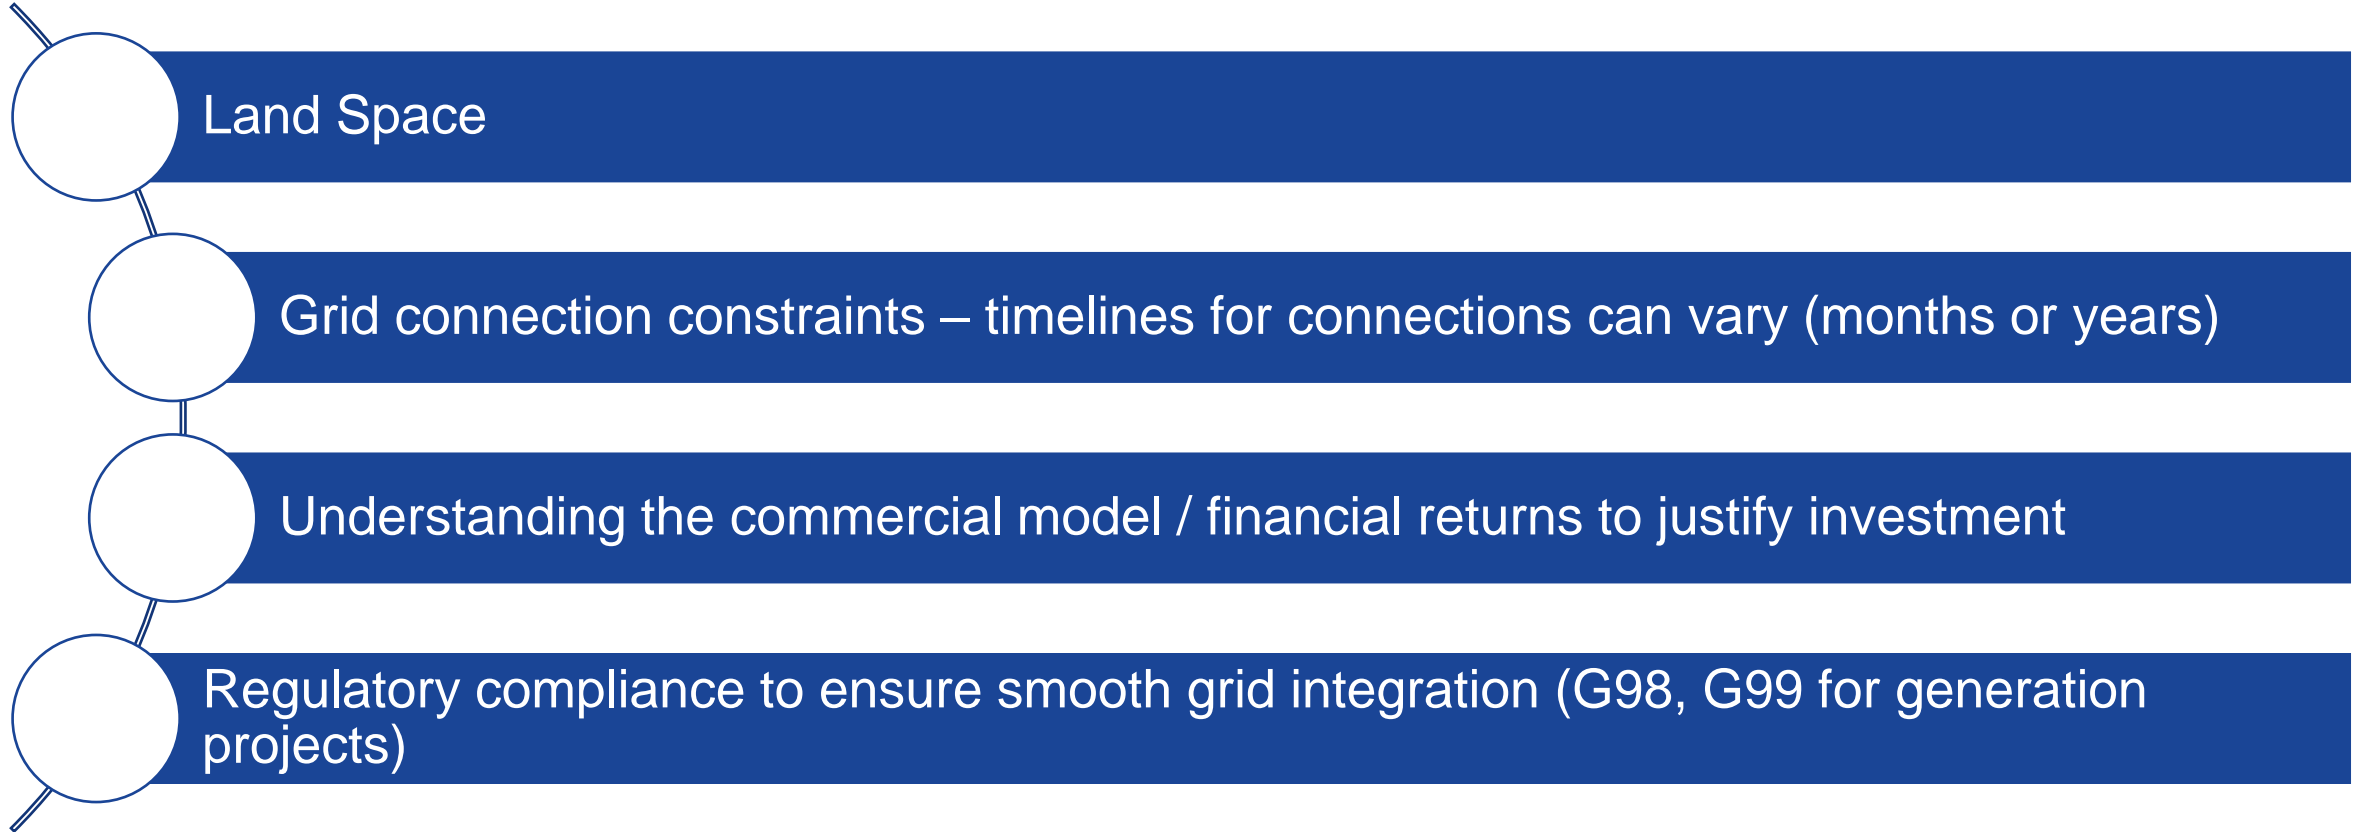 Land Space
Grid connection constraints – timelines for connections can vary (months or years)
Understanding the commercial model / financial returns to justify investment
Regulatory compliance to ensure smooth grid integration (G98, G99 for generation
projects)